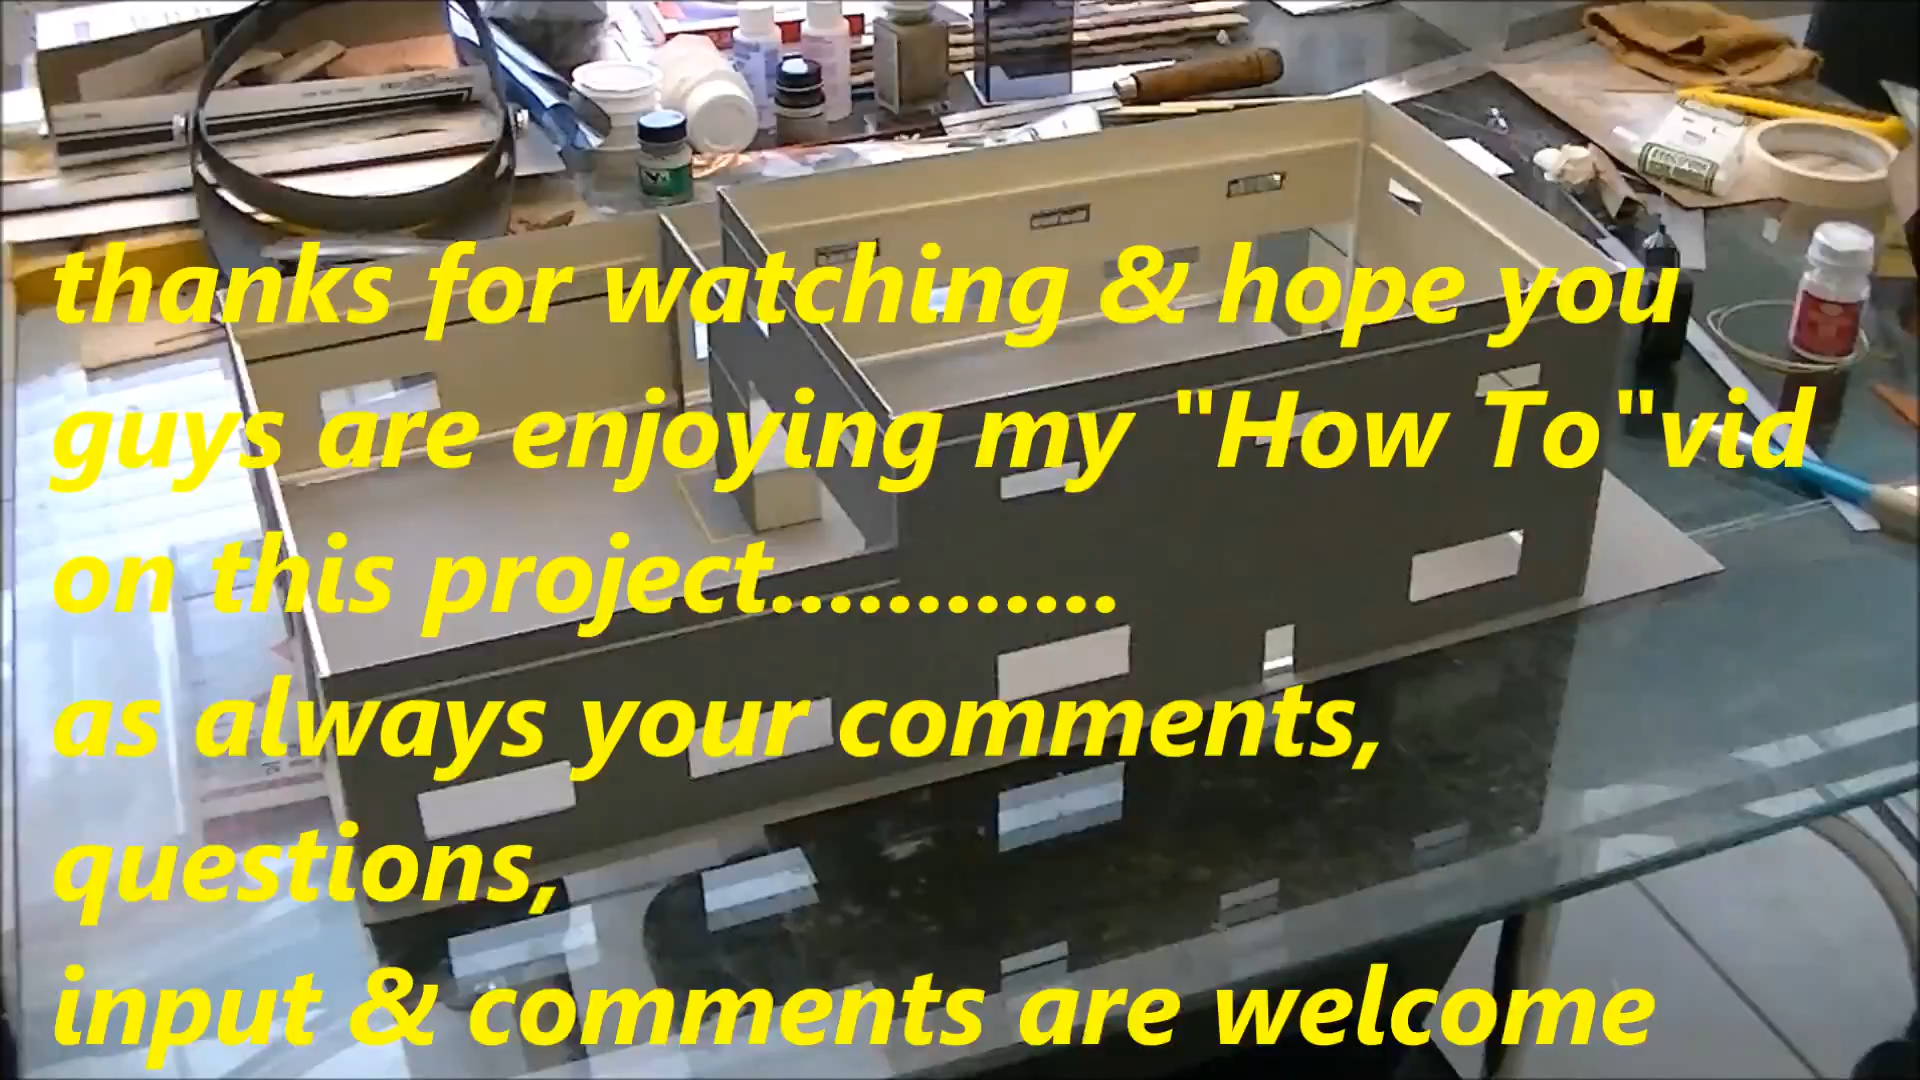 thanks for watching & hope you
guys are enjoying my "How To"vid
on this project............
as always your comments,
questions,
input & comments are welcome